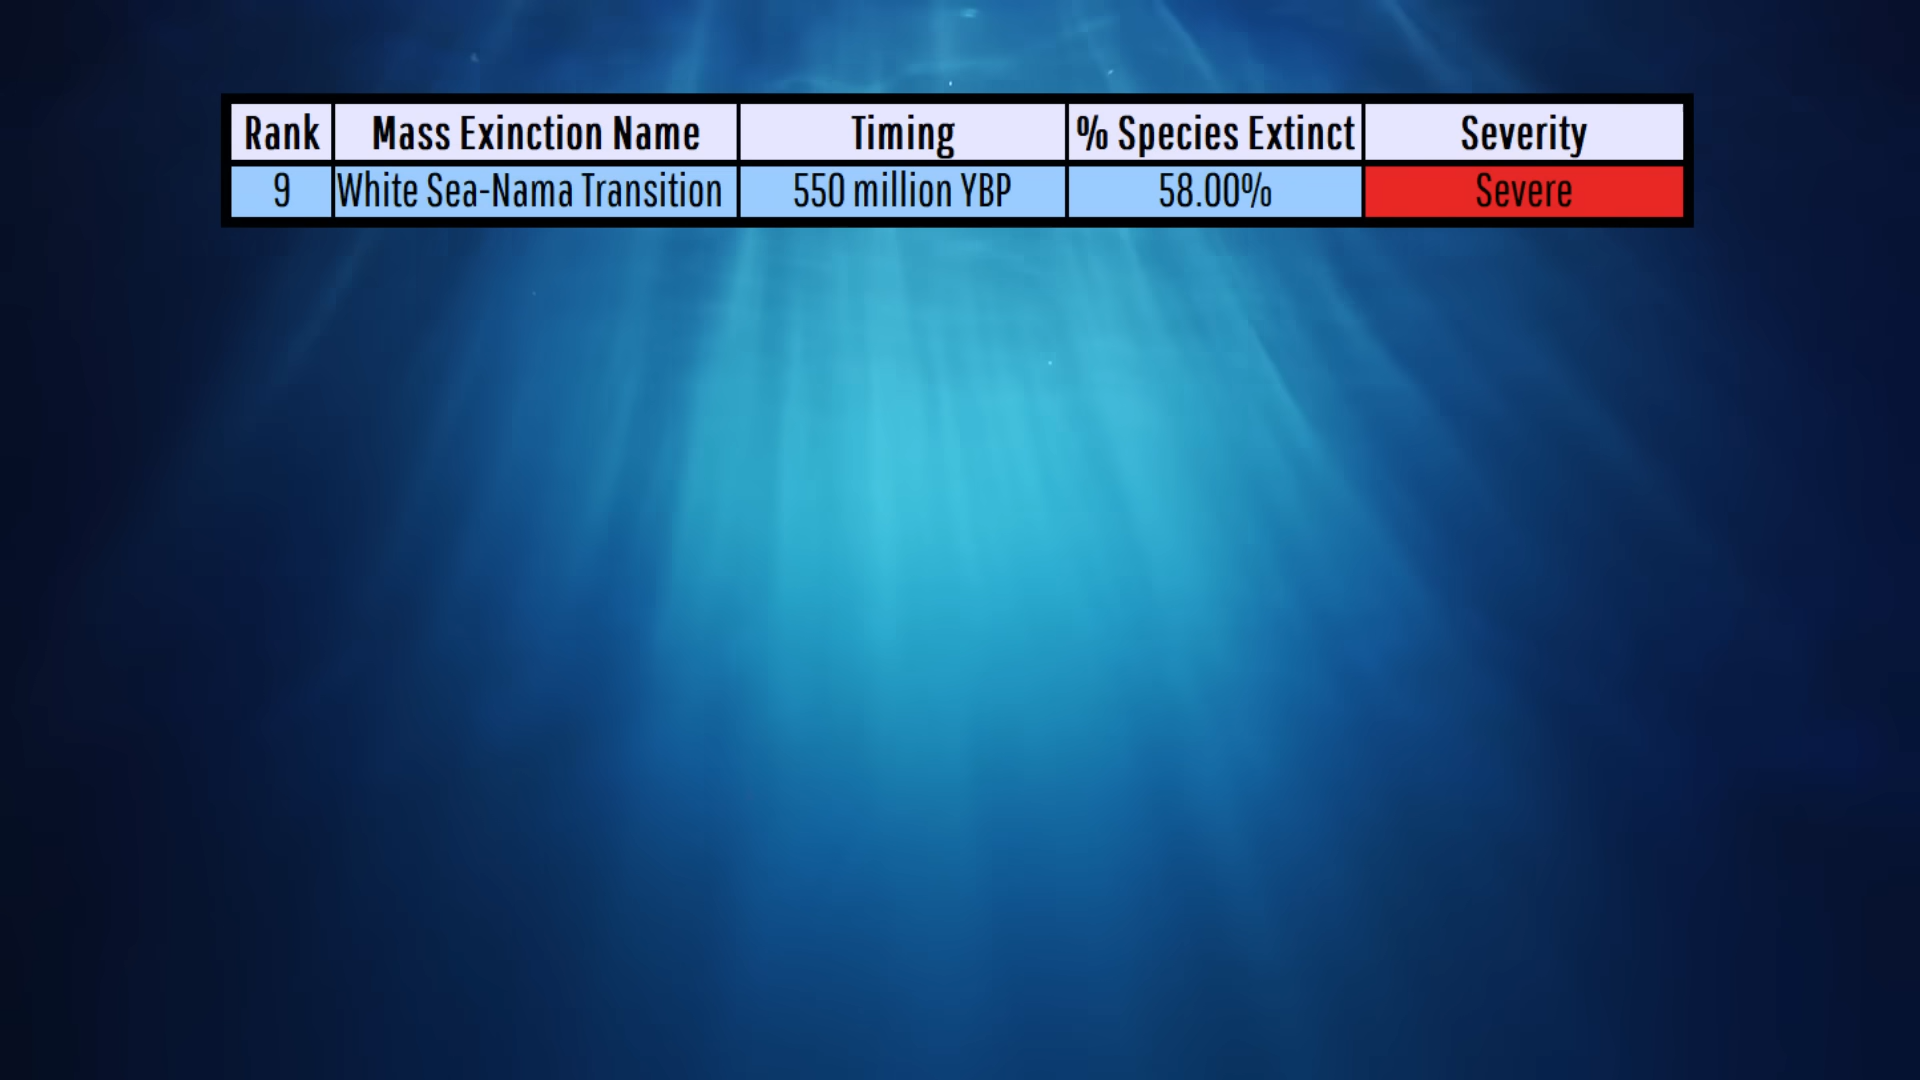 Rank Mass Exinction Name Timing % Species Extinct Severity
9 White Sea-Nama Transition 550 million YBP 58.00% Severe